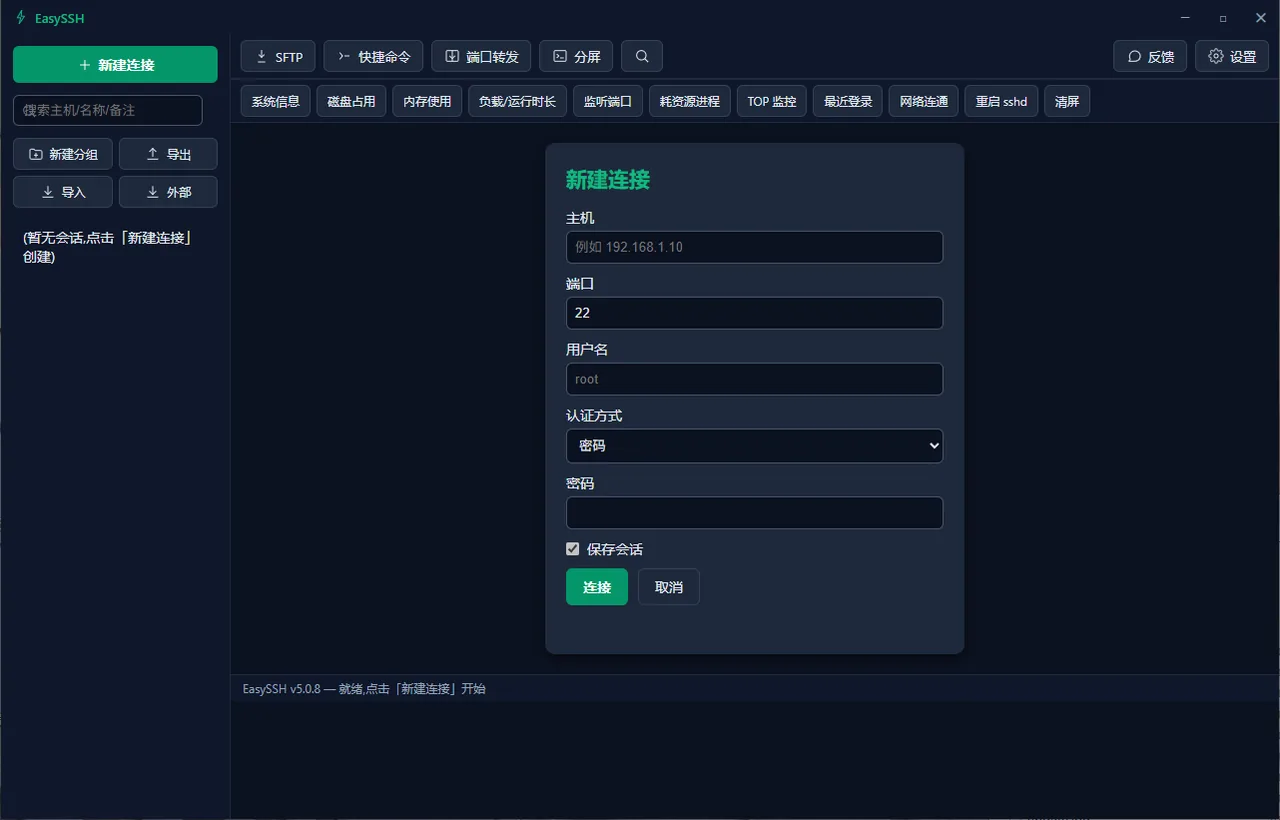 EasySSH
新建连接
搜索主机/名称/备注
新建分组
导出
导入
外部
(暂无会话,点击「新建连接」
创建)
SFTP
快捷命令
端口转发
分屏
反馈
设置
系统信息
磁盘占用
内存使用
负载/运行时长
监听端口
耗资源进程
TOP 监控
最近登录
网络连通
重启 sshd
清屏
新建连接
主机
例如 192.168.1.10
端口
22
用户名
root
认证方式
密码
密码
保存会话
连接
取消
EasySSH v5.0.8 — 就绪,点击「新建连接」开始